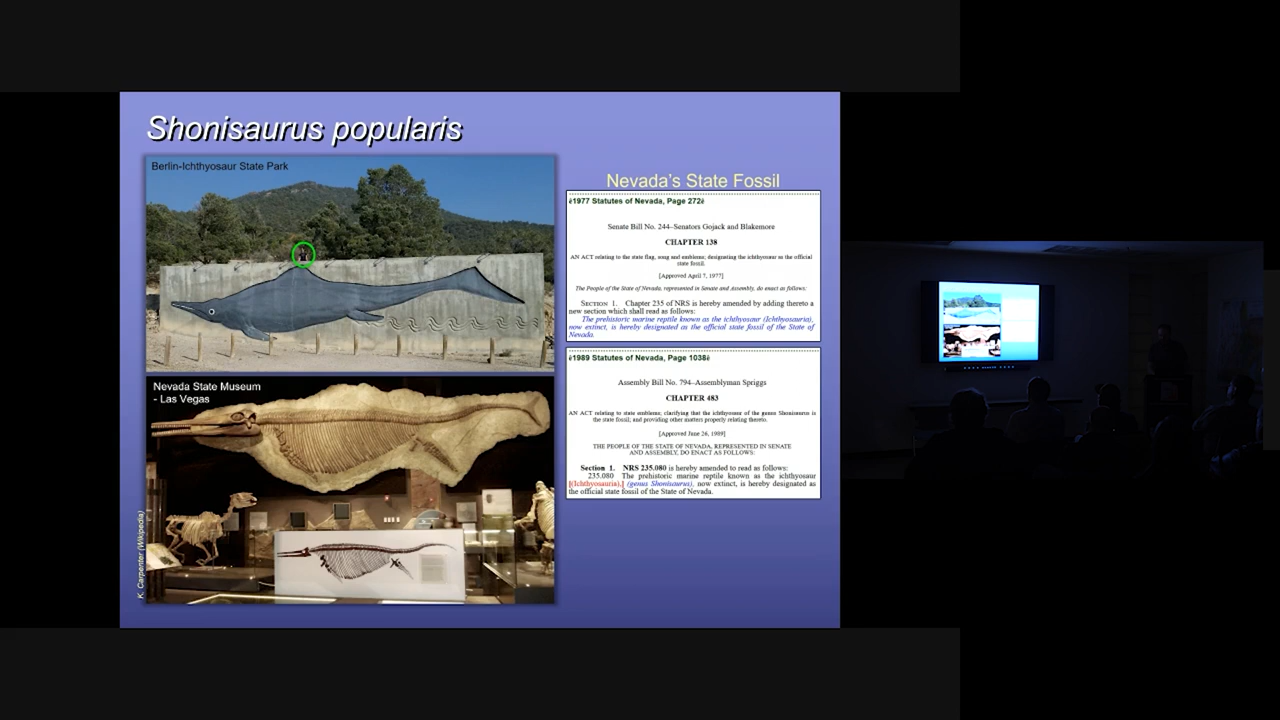 Shonisaurus popularis
Berlin-Ichthyosaur State Park
Nevada State Museum
- Las Vegas
K. Carpenter (Wikipedia)
Nevada's State Fossil
ê1977 Statutes of Nevada, Page 272ê
Senate Bill No. 244–Senators Gojack and Blakemore
CHAPTER 138
AN ACT relating to the state flag, song and emblems; designating the ichthyosaur as the official
state fossil.
[Approved April 7, 1977]
The People of the State of Nevada, represented in Senate and Assembly, do enact as follows:
SECTION 1. Chapter 235 of NRS is hereby amended by adding thereto a
new section which shall read as follows:
The prehistoric marine reptile known as the ichthyosaur (Ichthyosauria),
now extinct, is hereby designated as the official state fossil of the State of
Nevada.
ê1989 Statutes of Nevada, Page 1038ê
Assembly Bill No. 794–Assemblyman Spriggs
CHAPTER 483
AN ACT relating to state emblems; clarifying that the ichthyosaur of the genus Shonisaurus is
the state fossil; and providing other matters properly relating thereto.
[Approved June 26, 1989]
THE PEOPLE OF THE STATE OF NEVADA, REPRESENTED IN SENATE
AND ASSEMBLY, DO ENACT AS FOLLOWS:
Section 1. NRS 235.080 is hereby amended to read as follows:
235.080 The prehistoric marine reptile known as the ichthyosaur
[(Ichthyosauria),] (genus Shonisaurus), now extinct, is hereby designated as
the official state fossil of the State of Nevada.